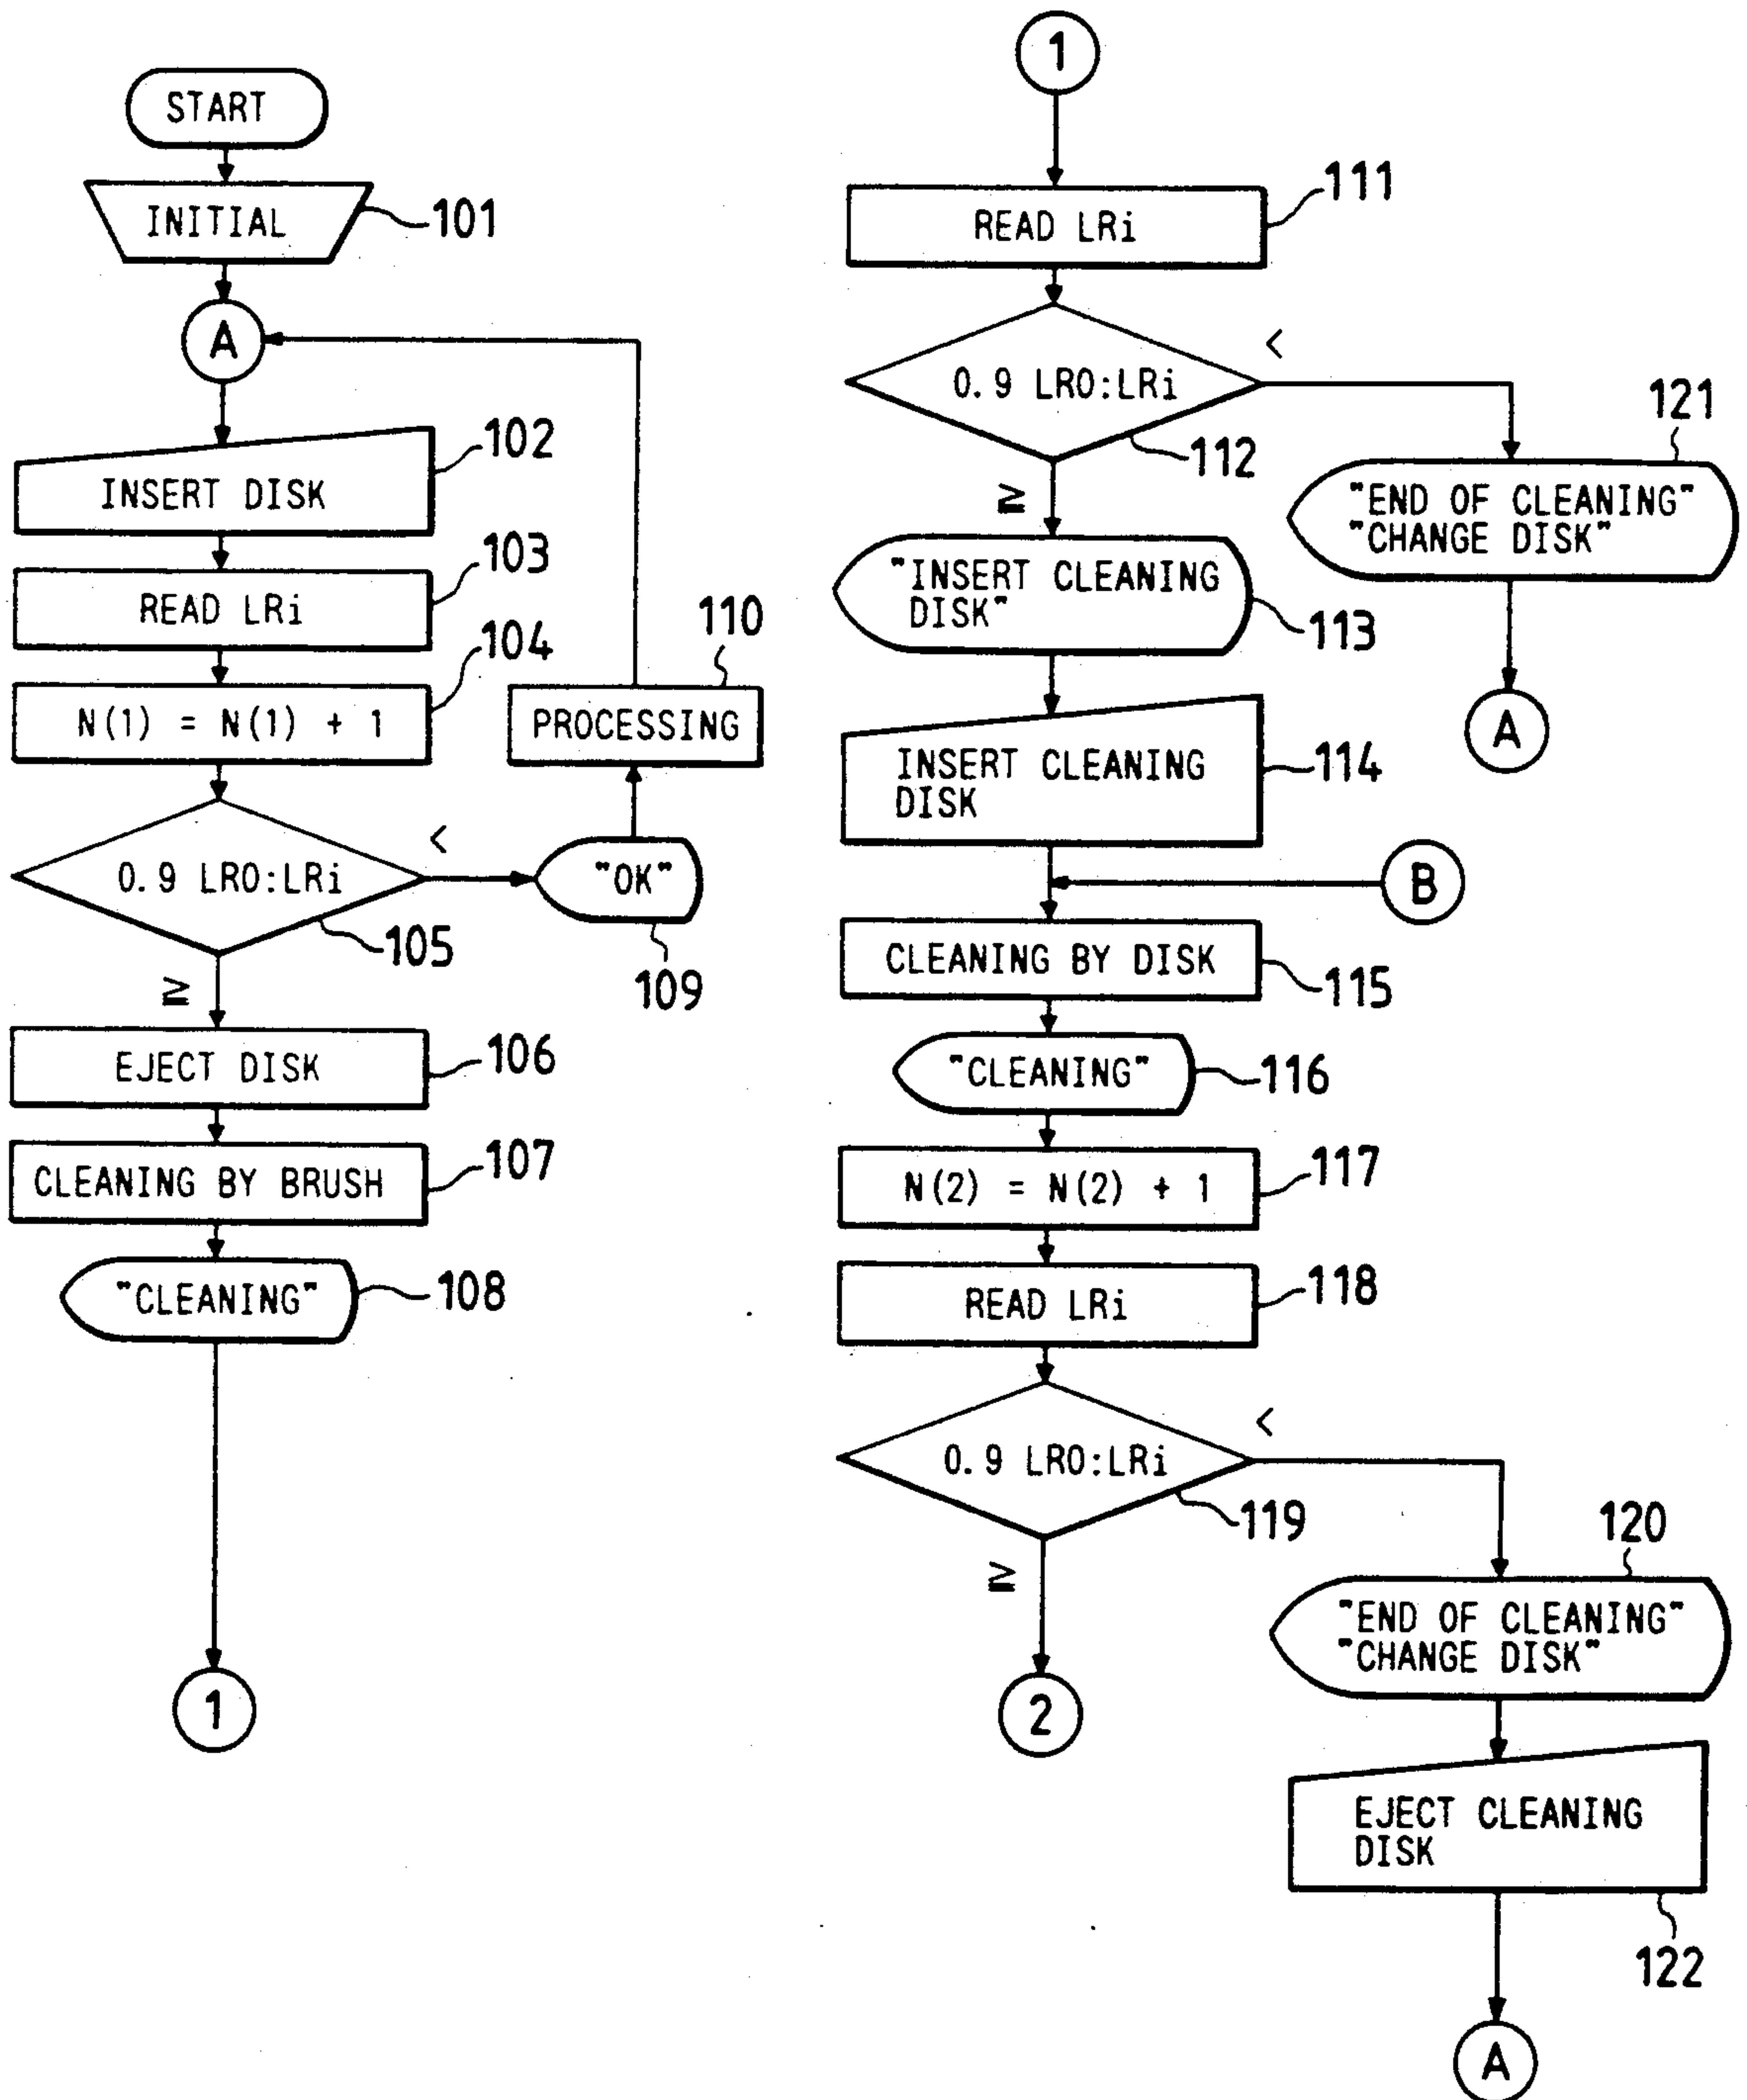 START
INITIAL
101
A
INSERT DISK
102
READ LRi
103
N(1) = N(1) + 1
104
0.9 LR0:LRi
105
<
"OK"
109
PROCESSING
110
≧
EJECT DISK
106
CLEANING BY BRUSH
107
"CLEANING"
108
1
1
READ LRi
111
0.9 LR0:LRi
112
<
"END OF CLEANING"
"CHANGE DISK"
121
A
≧
"INSERT CLEANING
DISK"
113
INSERT CLEANING
DISK
114
B
CLEANING BY DISK
115
"CLEANING"
116
N(2) = N(2) + 1
117
READ LRi
118
0.9 LR0:LRi
119
<
≧
2
"END OF CLEANING"
"CHANGE DISK"
120
EJECT CLEANING
DISK
122
A